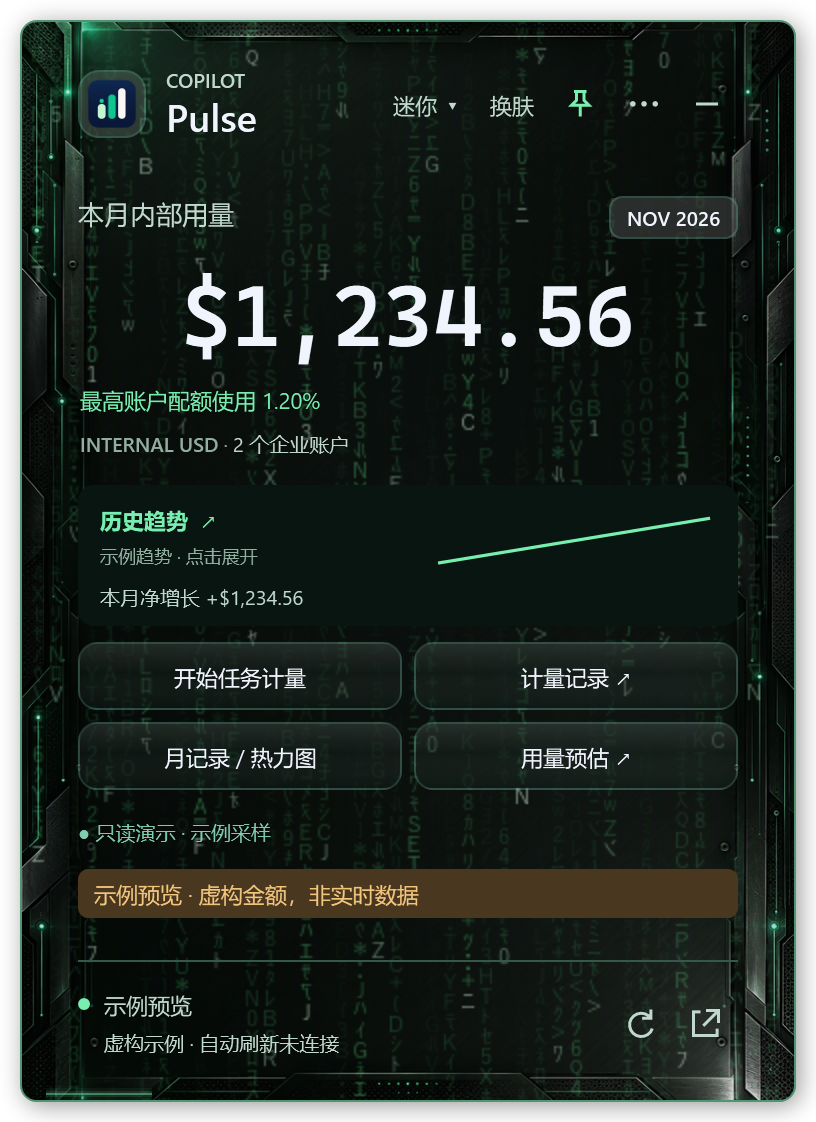 COPILOT
Pulse
迷你 ▾
换肤
本月内部用量
NOV 2026
$1,234.56
最高账户配额使用 1.20%
INTERNAL USD · 2 个企业账户
历史趋势 ↗
示例趋势 · 点击展开
本月净增长 +$1,234.56
开始任务计量
计量记录 ↗
月记录 / 热力图
用量预估 ↗
只读演示 · 示例采样
示例预览 · 虚构金额，非实时数据
示例预览
虚构示例 · 自动刷新未连接